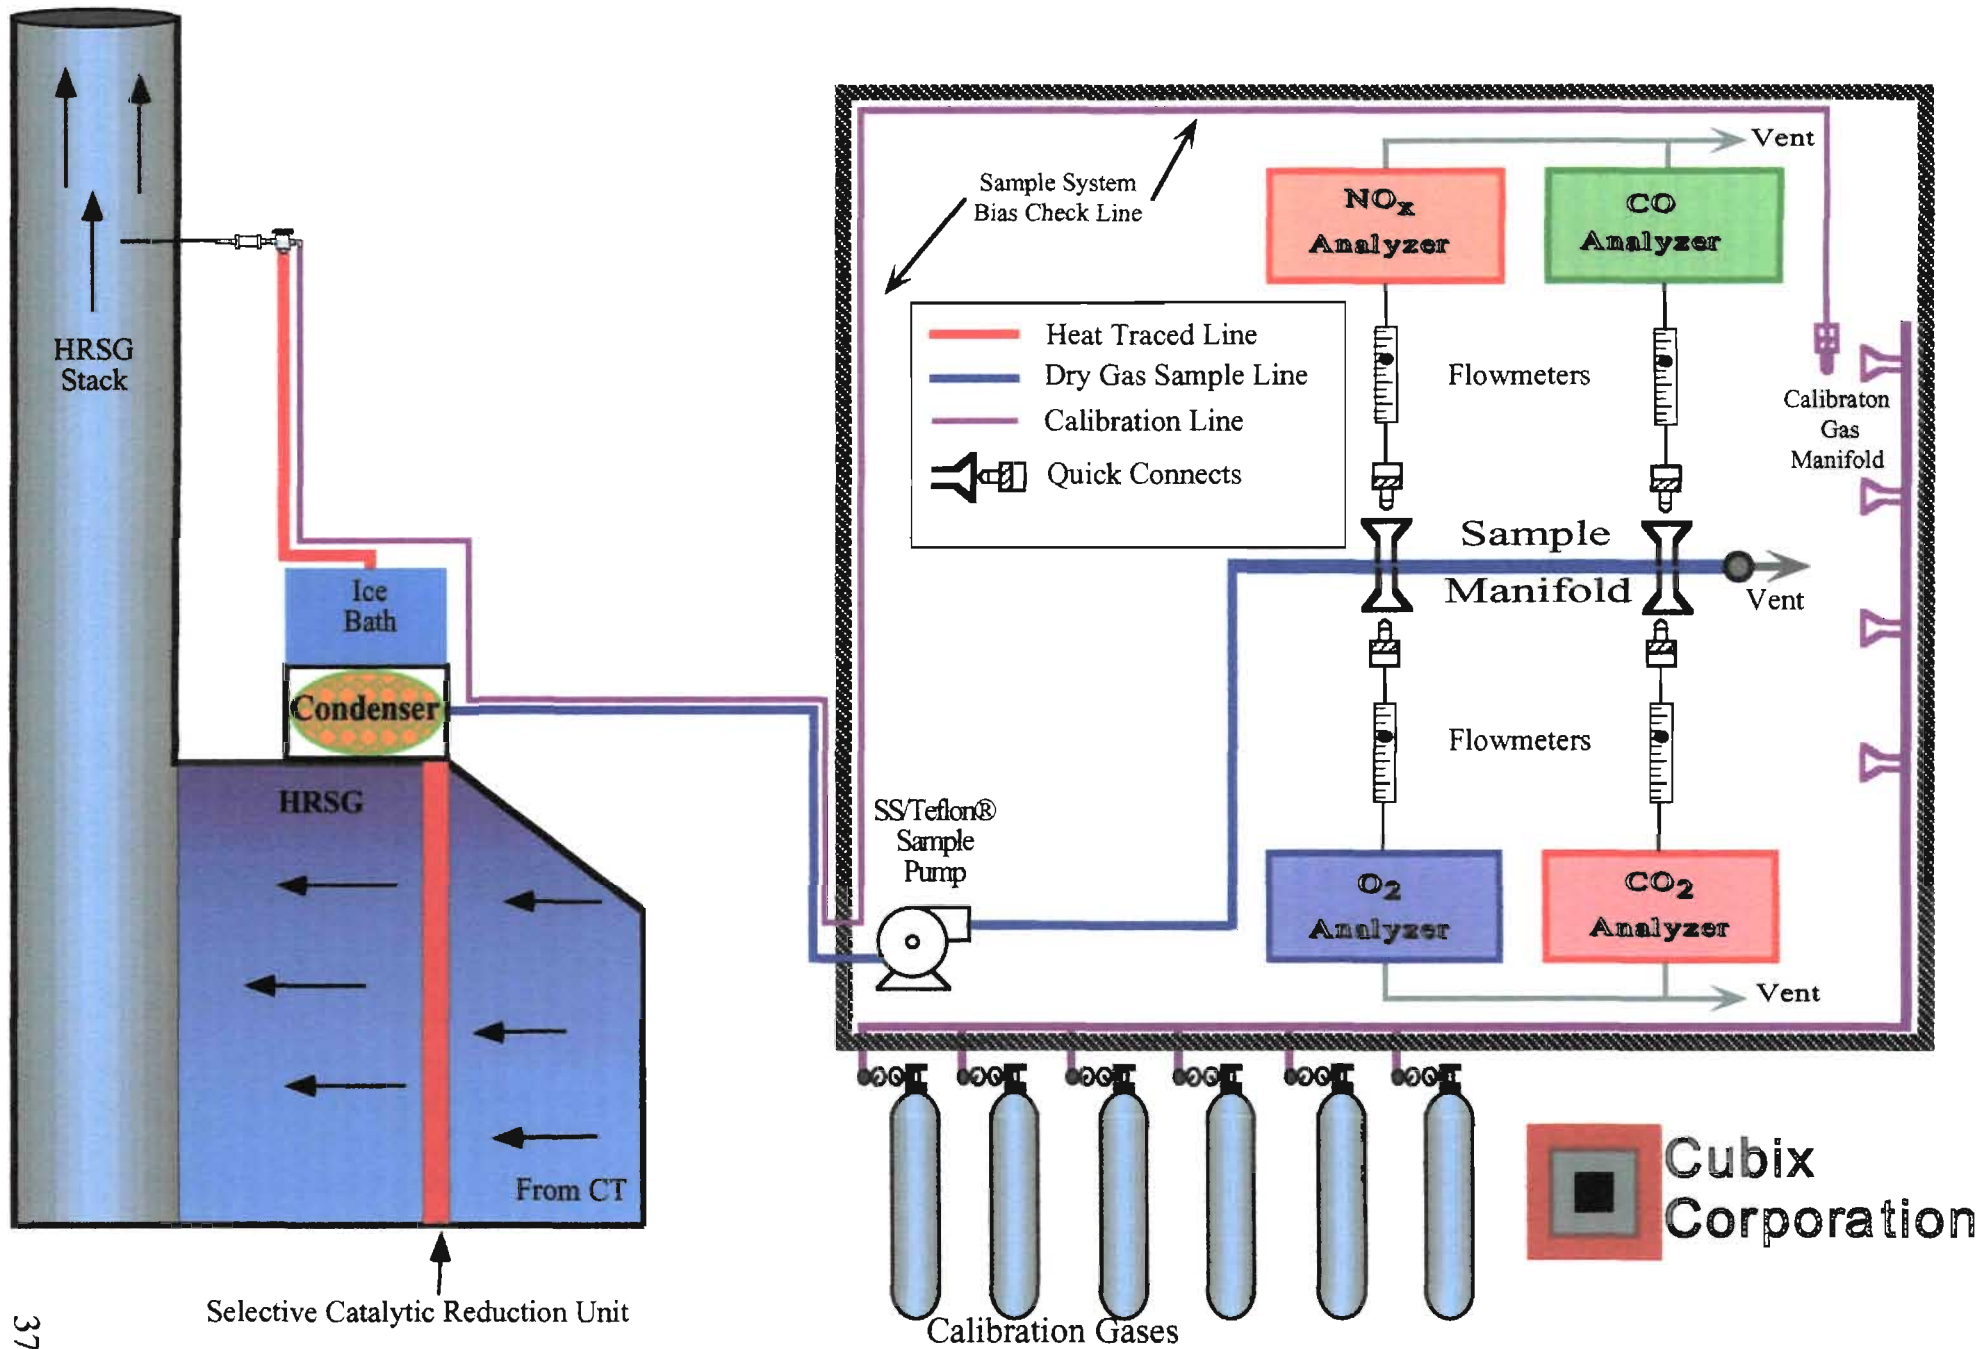 HRSG
Stack
Ice
Bath
Condenser
HRSG
From CT
Selective Catalytic Reduction Unit
37
Sample System
Bias Check Line
Heat Traced Line
Dry Gas Sample Line
Calibration Line
Quick Connects
SS/Teflon®
Sample
Pump
NOx
Analyzer
CO
Analyzer
Vent
Flowmeters
Calibraton
Gas
Manifold
Sample
Manifold
Vent
Flowmeters
O2
Analyzer
CO2
Analyzer
Vent
Calibration Gases
Cubix
Corporation